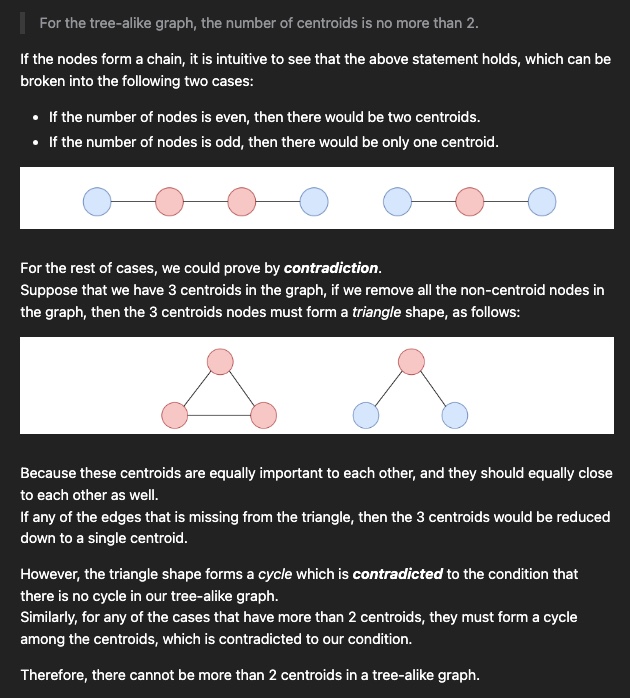 For the tree-alike graph, the number of centroids is no more than 2.
If the nodes form a chain, it is intuitive to see that the above statement holds, which can be
broken into the following two cases:
• If the number of nodes is even, then there would be two centroids.
• If the number of nodes is odd, then there would be only one centroid.
For the rest of cases, we could prove by contradiction.
Suppose that we have 3 centroids in the graph, if we remove all the non-centroid nodes in
the graph, then the 3 centroids nodes must form a triangle shape, as follows:
Because these centroids are equally important to each other, and they should equally close
to each other as well.
If any of the edges that is missing from the triangle, then the 3 centroids would be reduced
down to a single centroid.
However, the triangle shape forms a cycle which is contradicted to the condition that
there is no cycle in our tree-alike graph.
Similarly, for any of the cases that have more than 2 centroids, they must form a cycle
among the centroids, which is contradicted to our condition.
Therefore, there cannot be more than 2 centroids in a tree-alike graph.